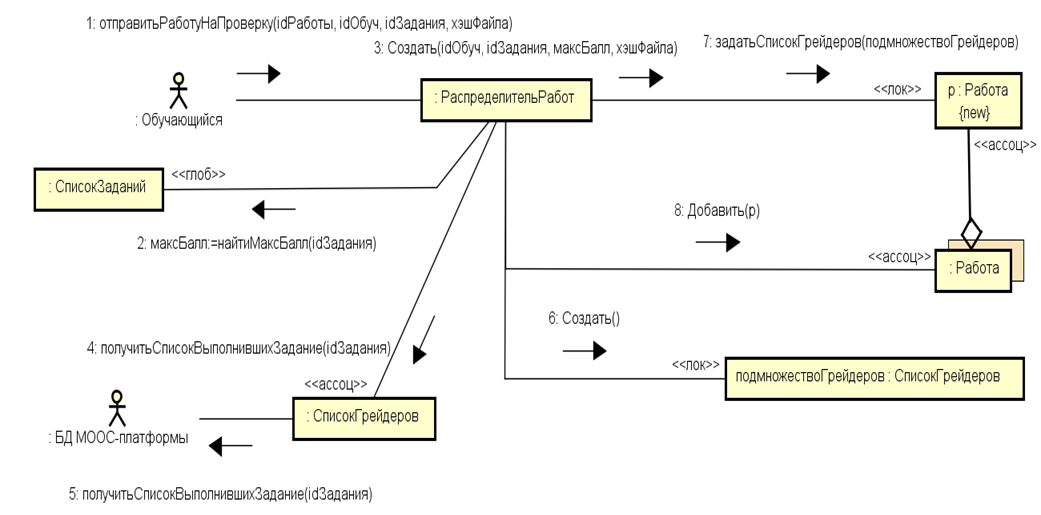 1: отправитьРаботуНаПроверку(idРаботы, idОбуч, idЗадания, хэшФайла)
3: Создать(idОбуч, idЗадания, максБалл, хэшФайла)
7: задатьСписокГрейдеров(подмножествоГрейдеров)
: Обучающийся
: РаспределительРабот
<<лок>>
p : Работа
{new}
<<ассоц>>
<<глоб>>
: СписокЗаданий
2: максБалл:=найтиМаксБалл(idЗадания)
8: Добавить(p)
<<ассоц>>
: Работа
6: Создать()
4: получитьСписокВыполнившихЗадание(idЗадания)
<<лок>>
подмножествоГрейдеров : СписокГрейдеров
<<ассоц>>
: СписокГрейдеров
: БД МООС-платформы
5: получитьСписокВыполнившихЗадание(idЗадания)